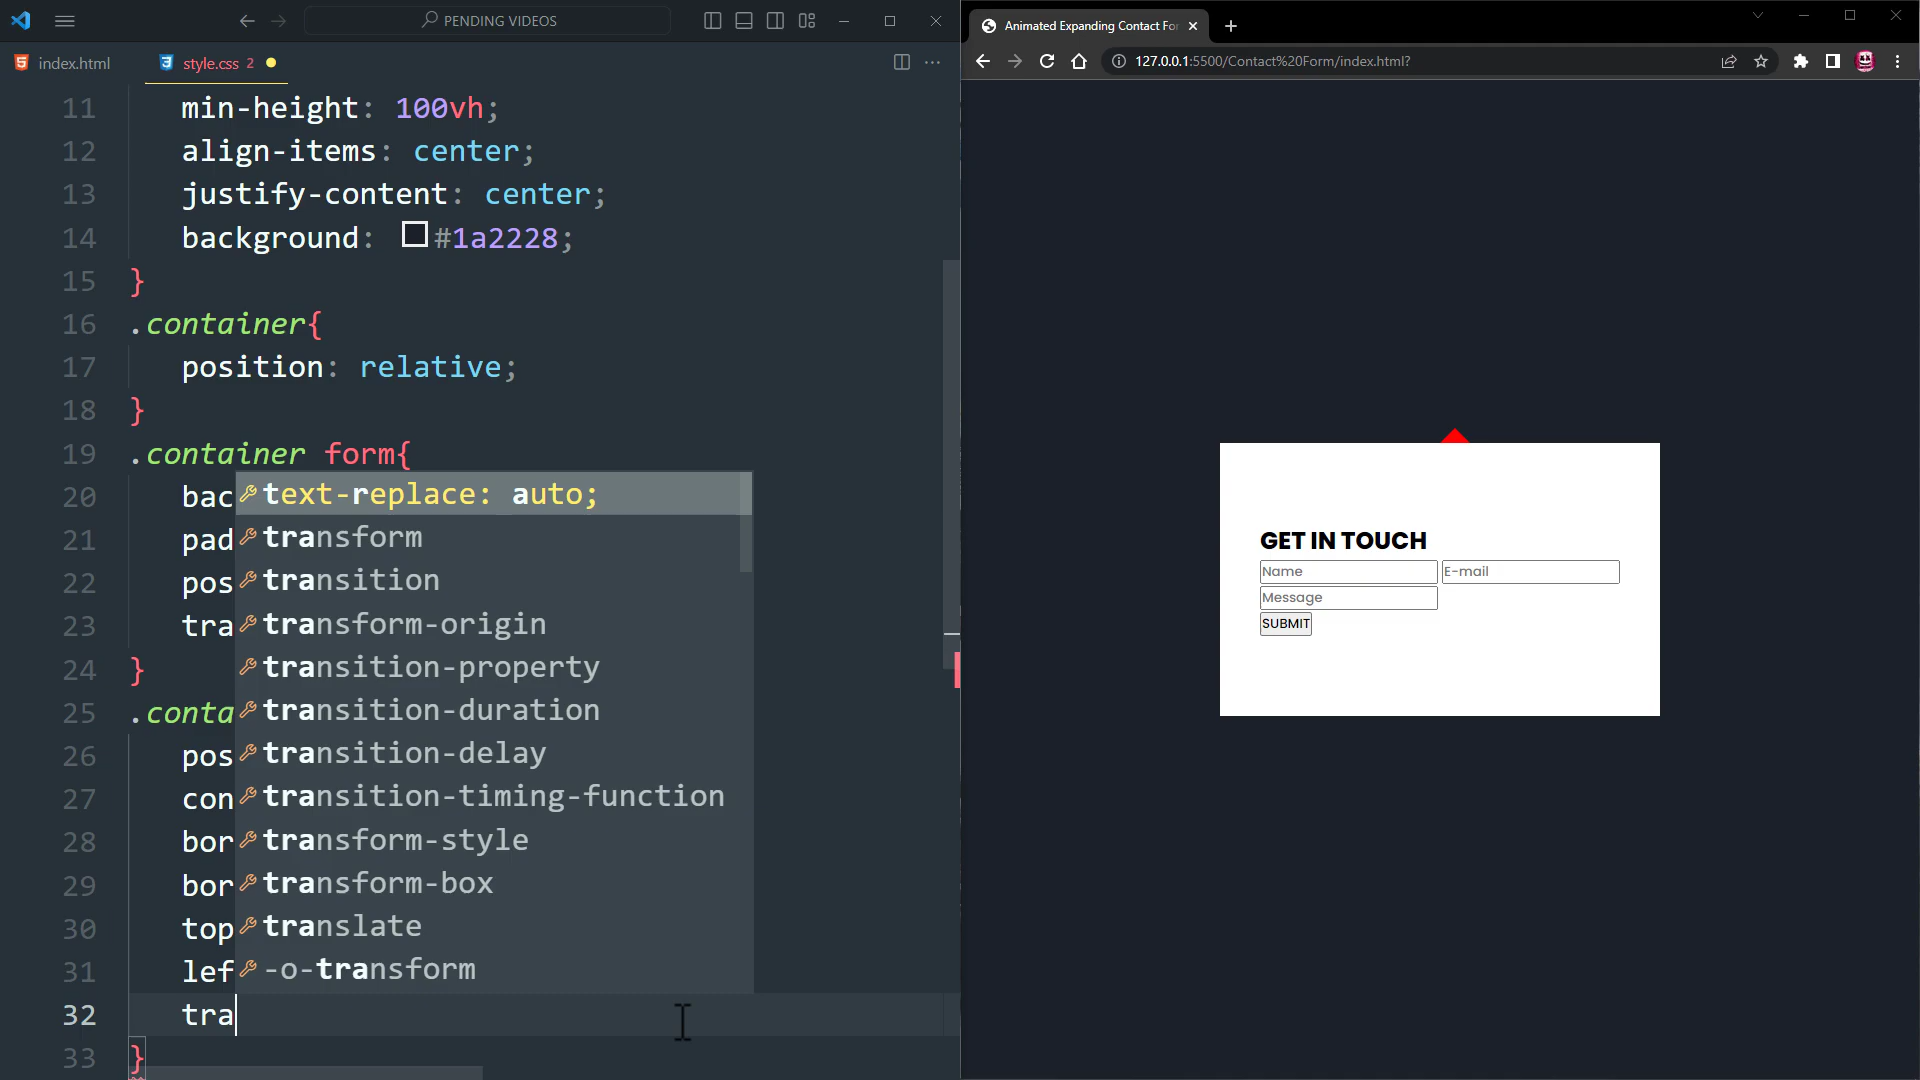 PENDING VIDEOS
index.html
style.css 2
11 min-height: 100vh;
12 align-items: center;
13 justify-content: center;
14 background: #1a2228;
15 }
16 .container{
17 position: relative;
18 }
19 .container form{
20 bac
21 pad
22 pos
23 tra
24 }
25 .conta
26 pos
27 con
28 bor
29 bor
30 top
31 lef
32 tra
33 }
text-replace: auto;
transform
transition
transform-origin
transition-property
transition-duration
transition-delay
transition-timing-function
transform-style
transform-box
translate
-o-transform
Animated Expanding Contact For
127.0.0.1:5500/Contact%20Form/index.html?
GET IN TOUCH
Name E-mail
Message
SUBMIT